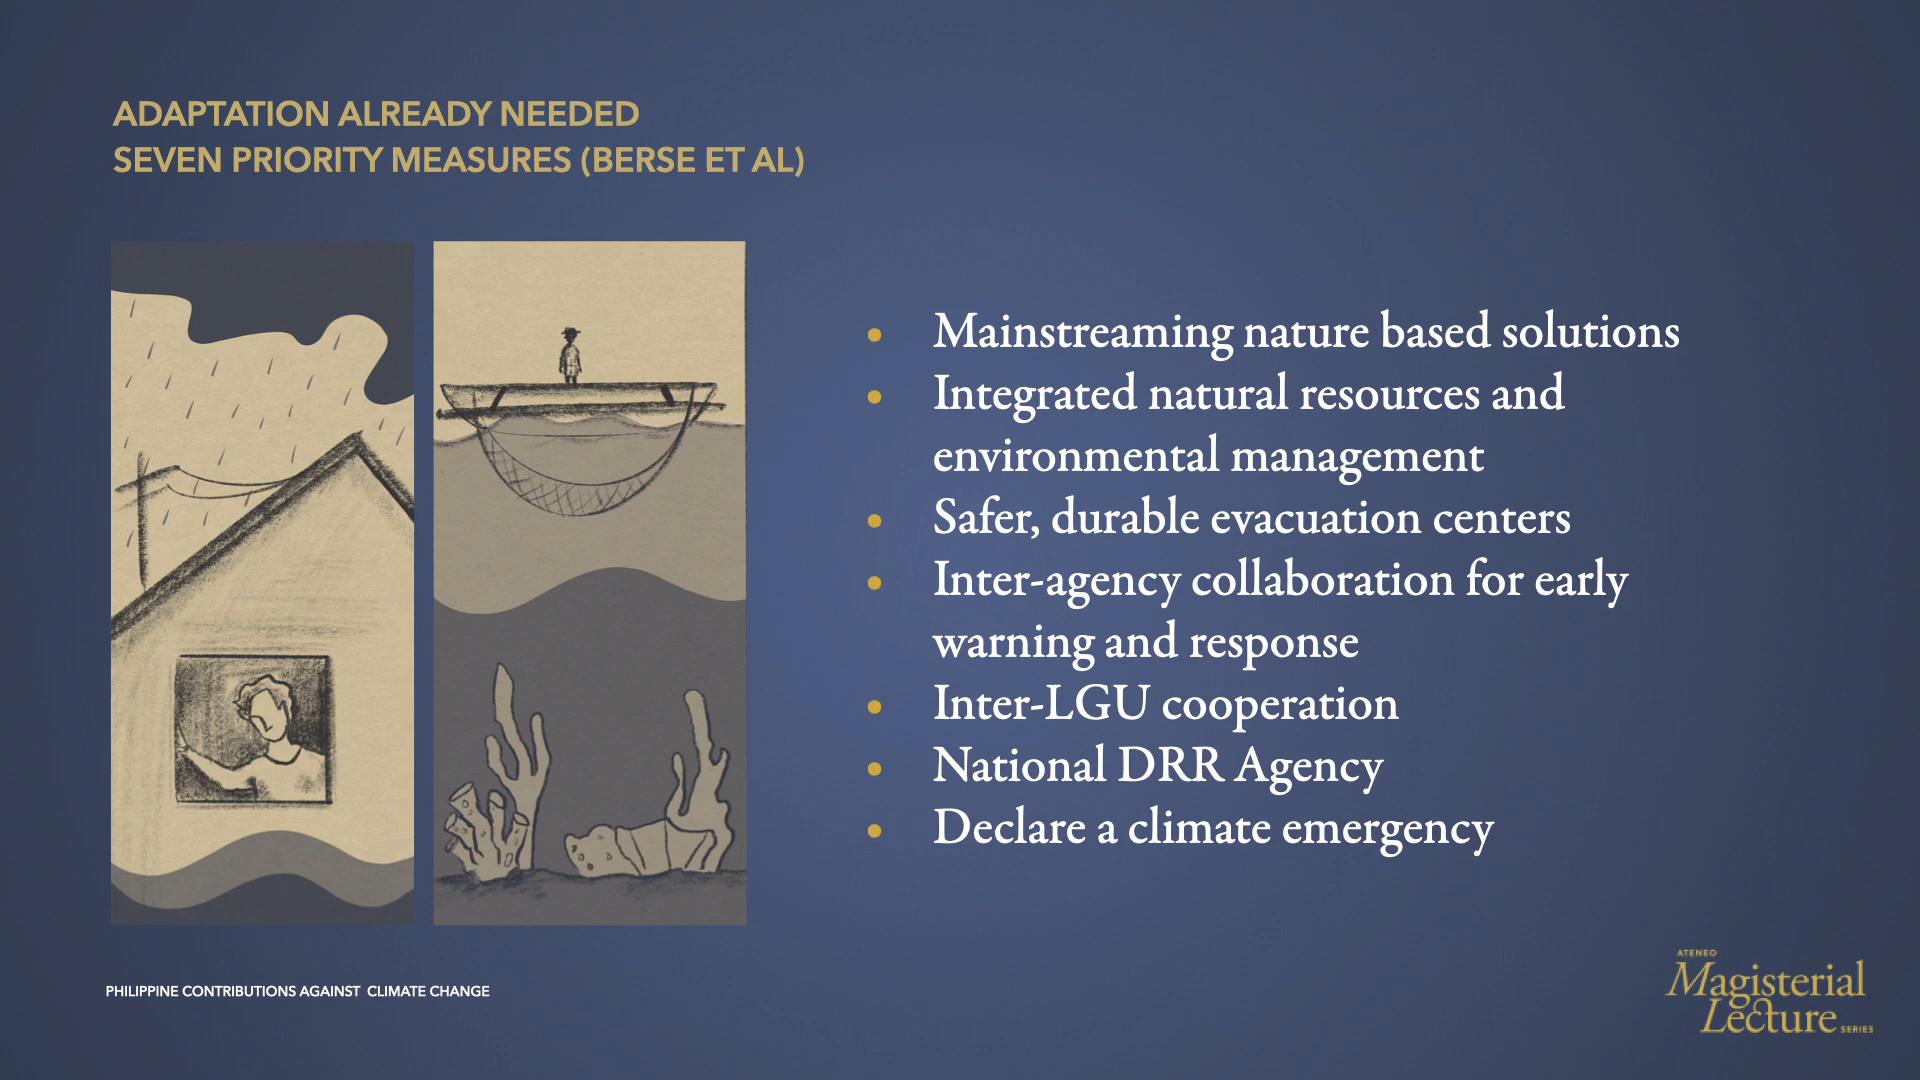 ADAPTATION ALREADY NEEDED
SEVEN PRIORITY MEASURES (BERSE ET AL)
• Mainstreaming nature based solutions
• Integrated natural resources and
environmental management
• Safer, durable evacuation centers
• Inter-agency collaboration for early
warning and response
• Inter-LGU cooperation
• National DRR Agency
• Declare a climate emergency
PHILIPPINE CONTRIBUTIONS AGAINST CLIMATE CHANGE
ATENEO
Magisterial
Lecture SERIES